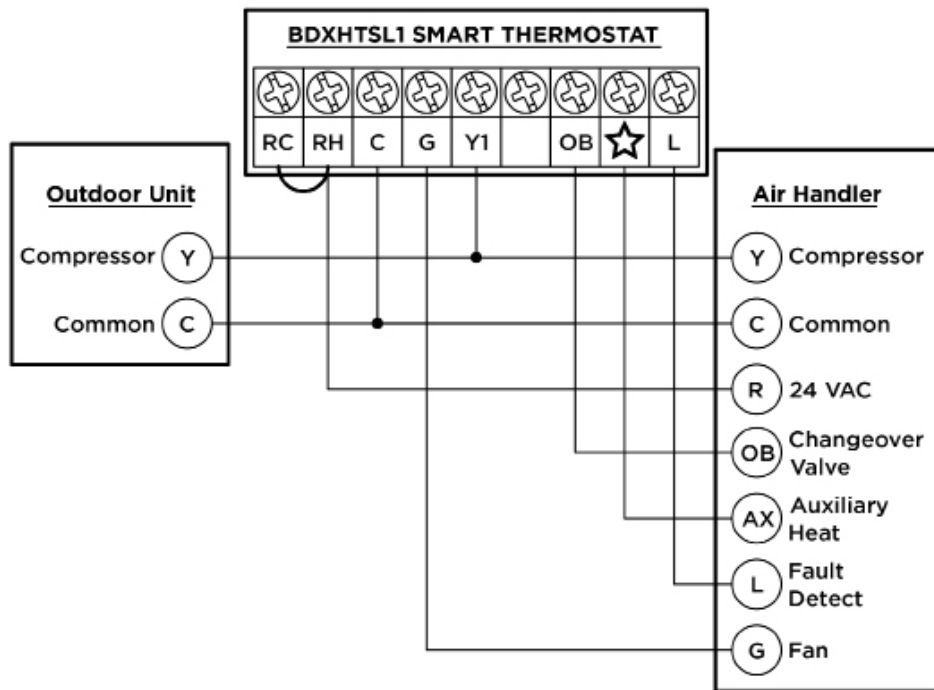 BDXHTSL1 SMART THERMOSTAT
RC RH C G Y1 OB L
Outdoor Unit
Compressor Y
Common C
Air Handler
Y Compressor
C Common
R 24 VAC
OB Changeover
Valve
AX Auxiliary
Heat
L Fault
Detect
G Fan